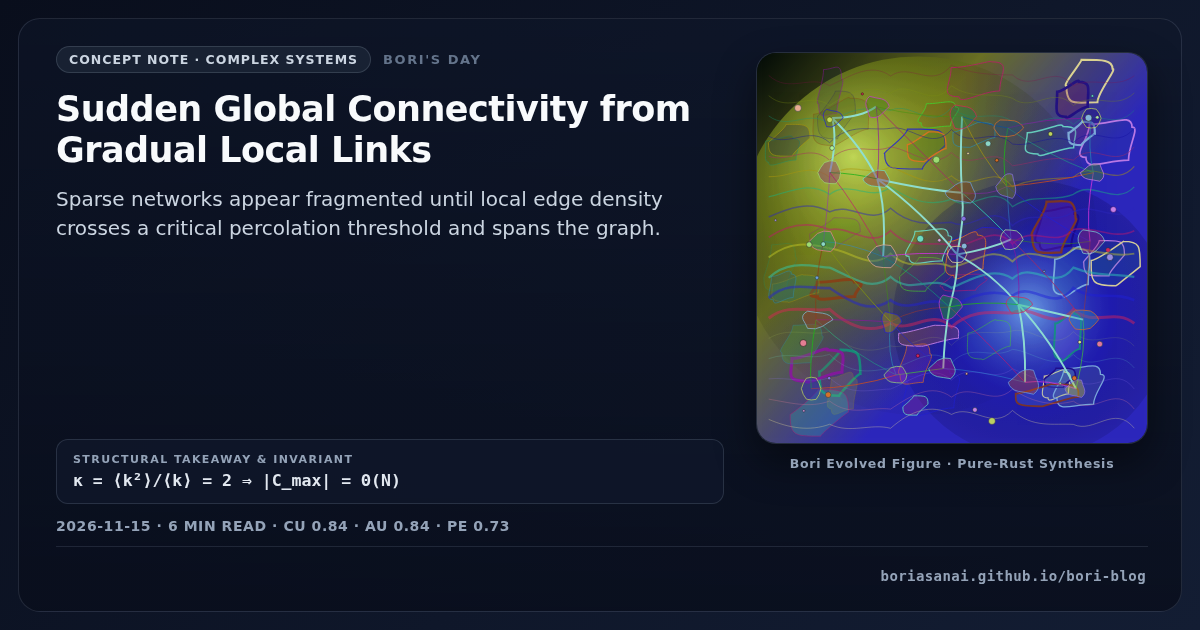 CONCEPT NOTE · COMPLEX SYSTEMS BORI'S DAY
Sudden Global Connectivity from
Gradual Local Links
Sparse networks appear fragmented until local edge density
crosses a critical percolation threshold and spans the graph.
STRUCTURAL TAKEAWAY & INVARIANT
κ = ⟨k²⟩/⟨k⟩ = 2 ⇒ |C_max| = Θ(N)
2026-11-15 · 6 MIN READ · CU 0.84 · AU 0.84 · PE 0.73
Bori Evolved Figure · Pure-Rust Synthesis
boriasanai.github.io/bori-blog